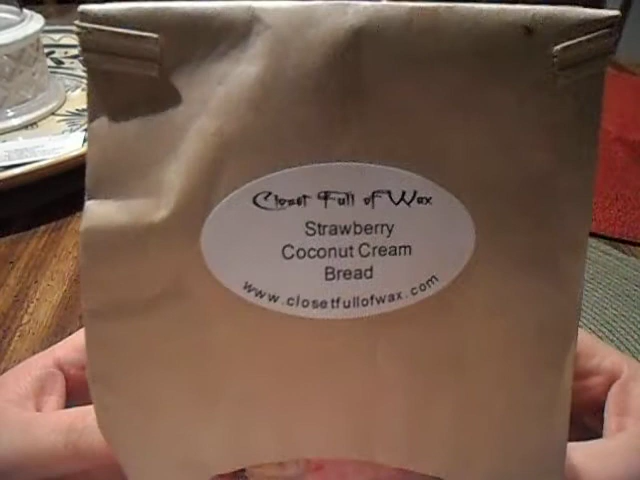 Closet Full of Wax
Strawberry
Coconut Cream
Bread
www.closetfullofwax.com